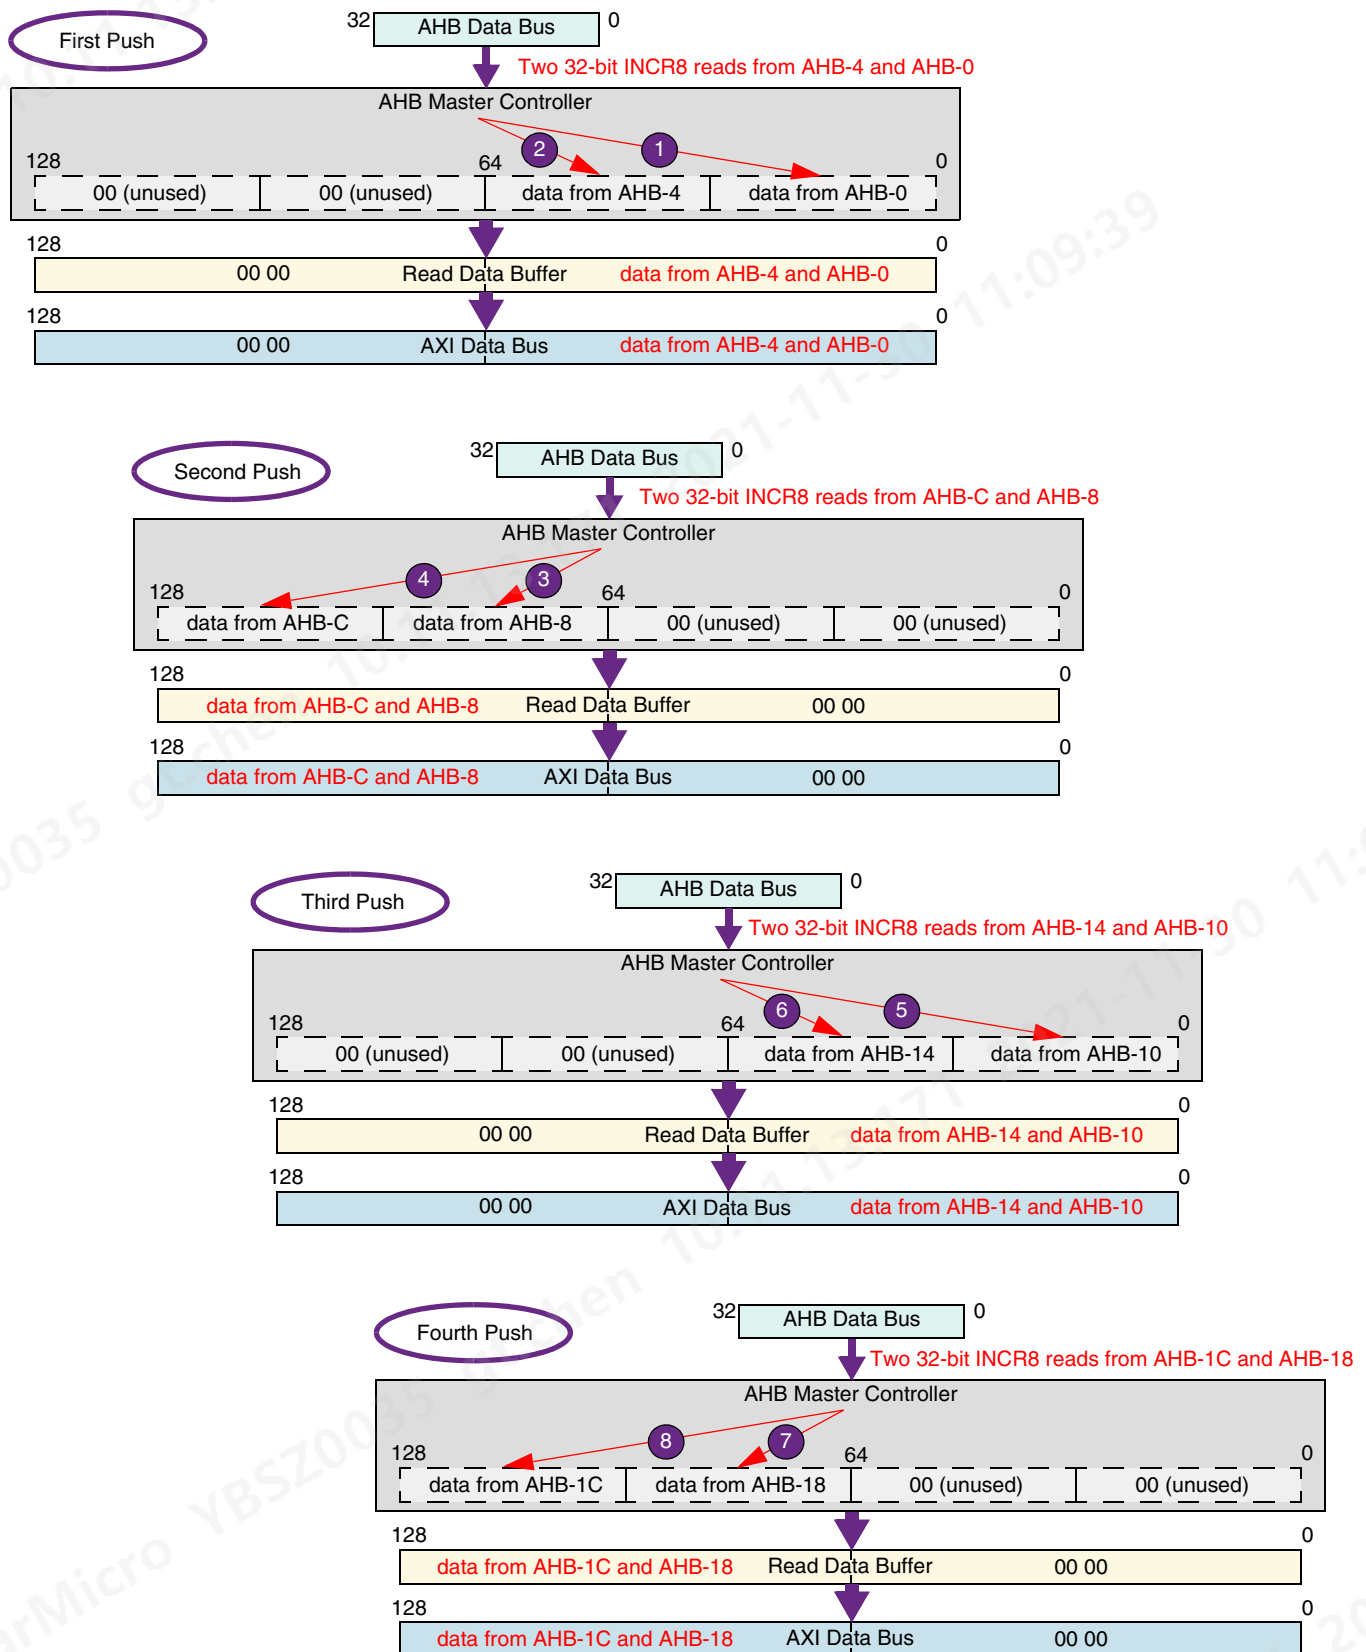 First Push
32 AHB Data Bus 0
Two 32-bit INCR8 reads from AHB-4 and AHB-0
AHB Master Controller
2 1
128 64 0
00 (unused) 00 (unused) data from AHB-4 data from AHB-0
128 0
00 00 Read Data Buffer data from AHB-4 and AHB-0
128 0
00 00 AXI Data Bus data from AHB-4 and AHB-0
Second Push
32 AHB Data Bus 0
Two 32-bit INCR8 reads from AHB-C and AHB-8
AHB Master Controller
4 3
128 64 0
data from AHB-C data from AHB-8 00 (unused) 00 (unused)
128 0
data from AHB-C and AHB-8 Read Data Buffer 00 00
128 0
data from AHB-C and AHB-8 AXI Data Bus 00 00
Third Push
32 AHB Data Bus 0
Two 32-bit INCR8 reads from AHB-14 and AHB-10
AHB Master Controller
6 5
128 64 0
00 (unused) 00 (unused) data from AHB-14 data from AHB-10
128 0
00 00 Read Data Buffer data from AHB-14 and AHB-10
128 0
00 00 AXI Data Bus data from AHB-14 and AHB-10
Fourth Push
32 AHB Data Bus 0
Two 32-bit INCR8 reads from AHB-1C and AHB-18
AHB Master Controller
8 7
128 64 0
data from AHB-1C data from AHB-18 00 (unused) 00 (unused)
128 0
data from AHB-1C and AHB-18 Read Data Buffer 00 00
128 0
data from AHB-1C and AHB-18 AXI Data Bus 00 00